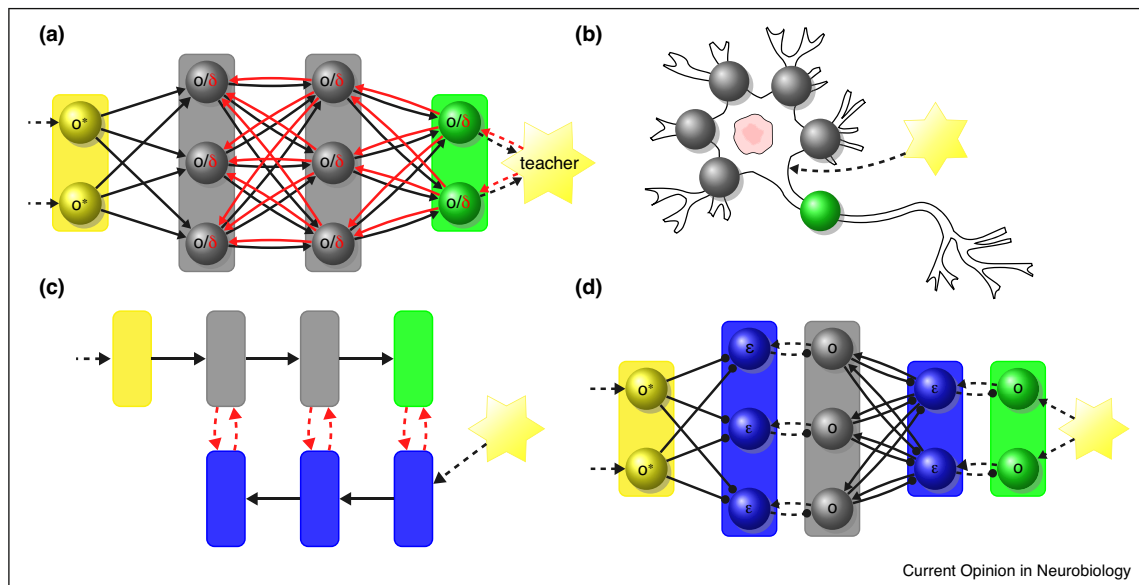 (a)
o* o/δ o/δ o/δ
o* o/δ o/δ o/δ
o/δ o/δ
teacher
(b)
(c)
(d)
o* ε o ε o
o* ε o ε o
ε o
Current Opinion in Neurobiology